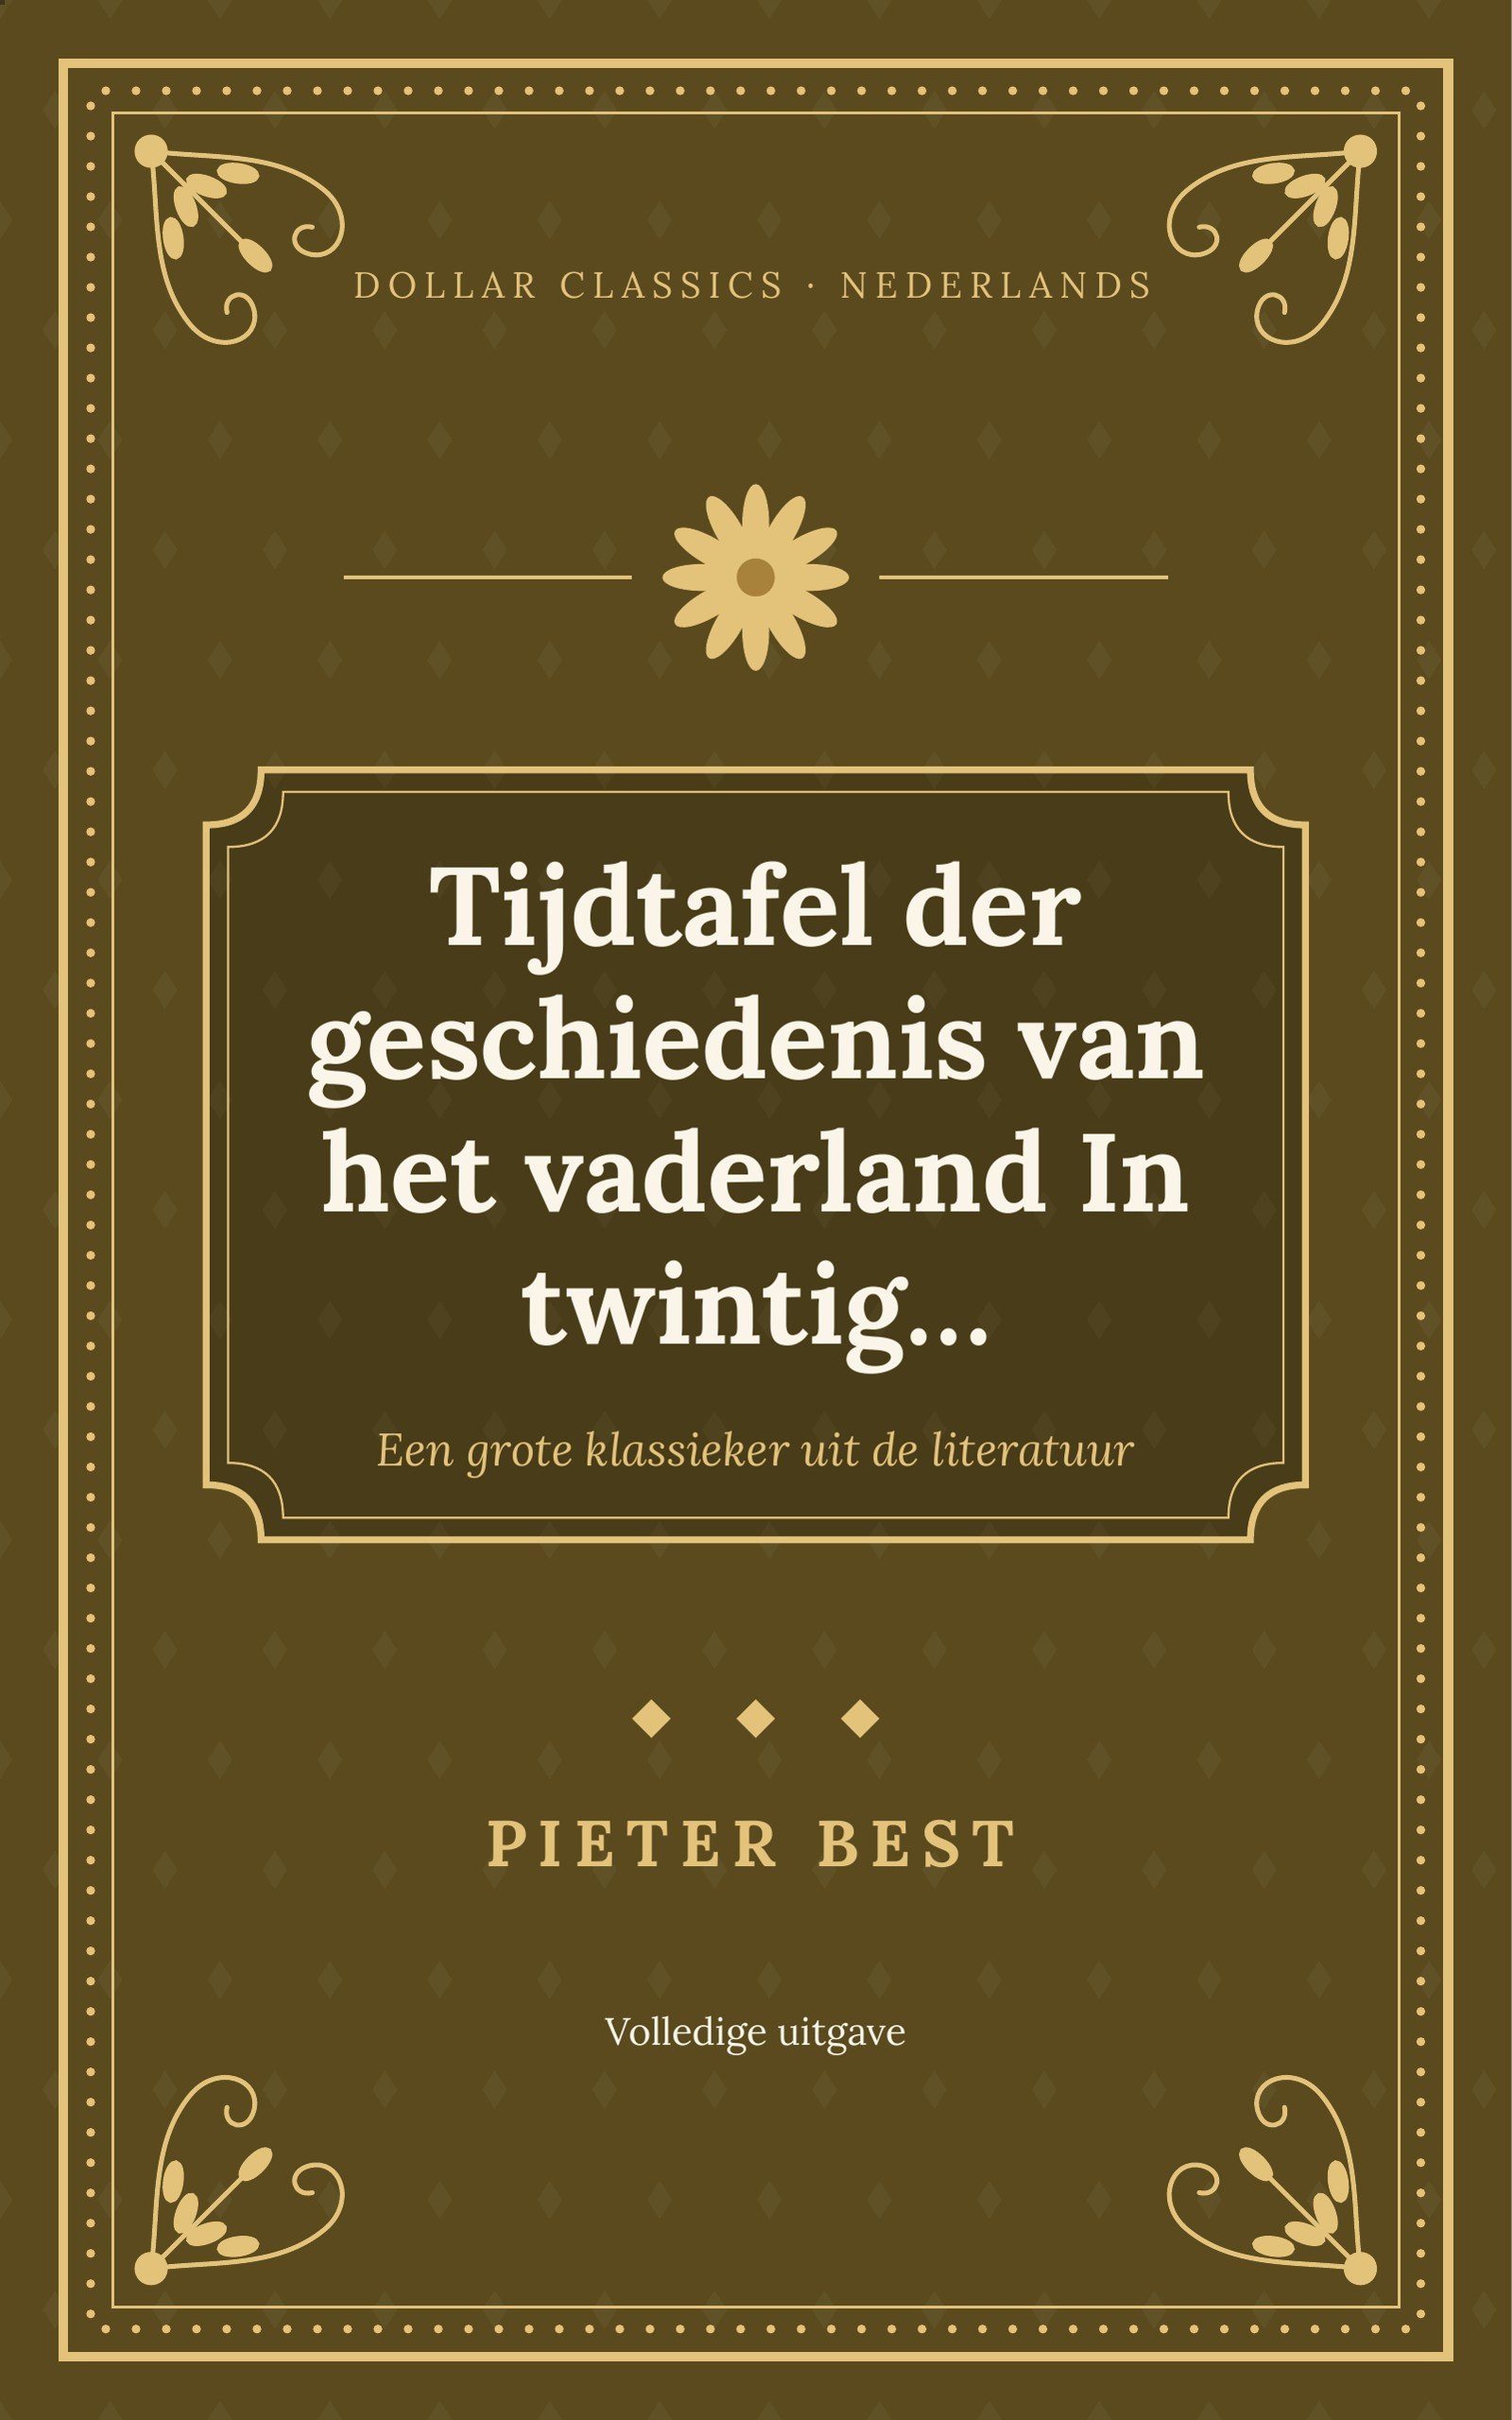 DOLLAR CLASSICS · NEDERLANDS
Tijdtafel der
geschiedenis van
het vaderland In
twintig...
Een grote klassieker uit de literatuur
PIETER BEST
Volledige uitgave